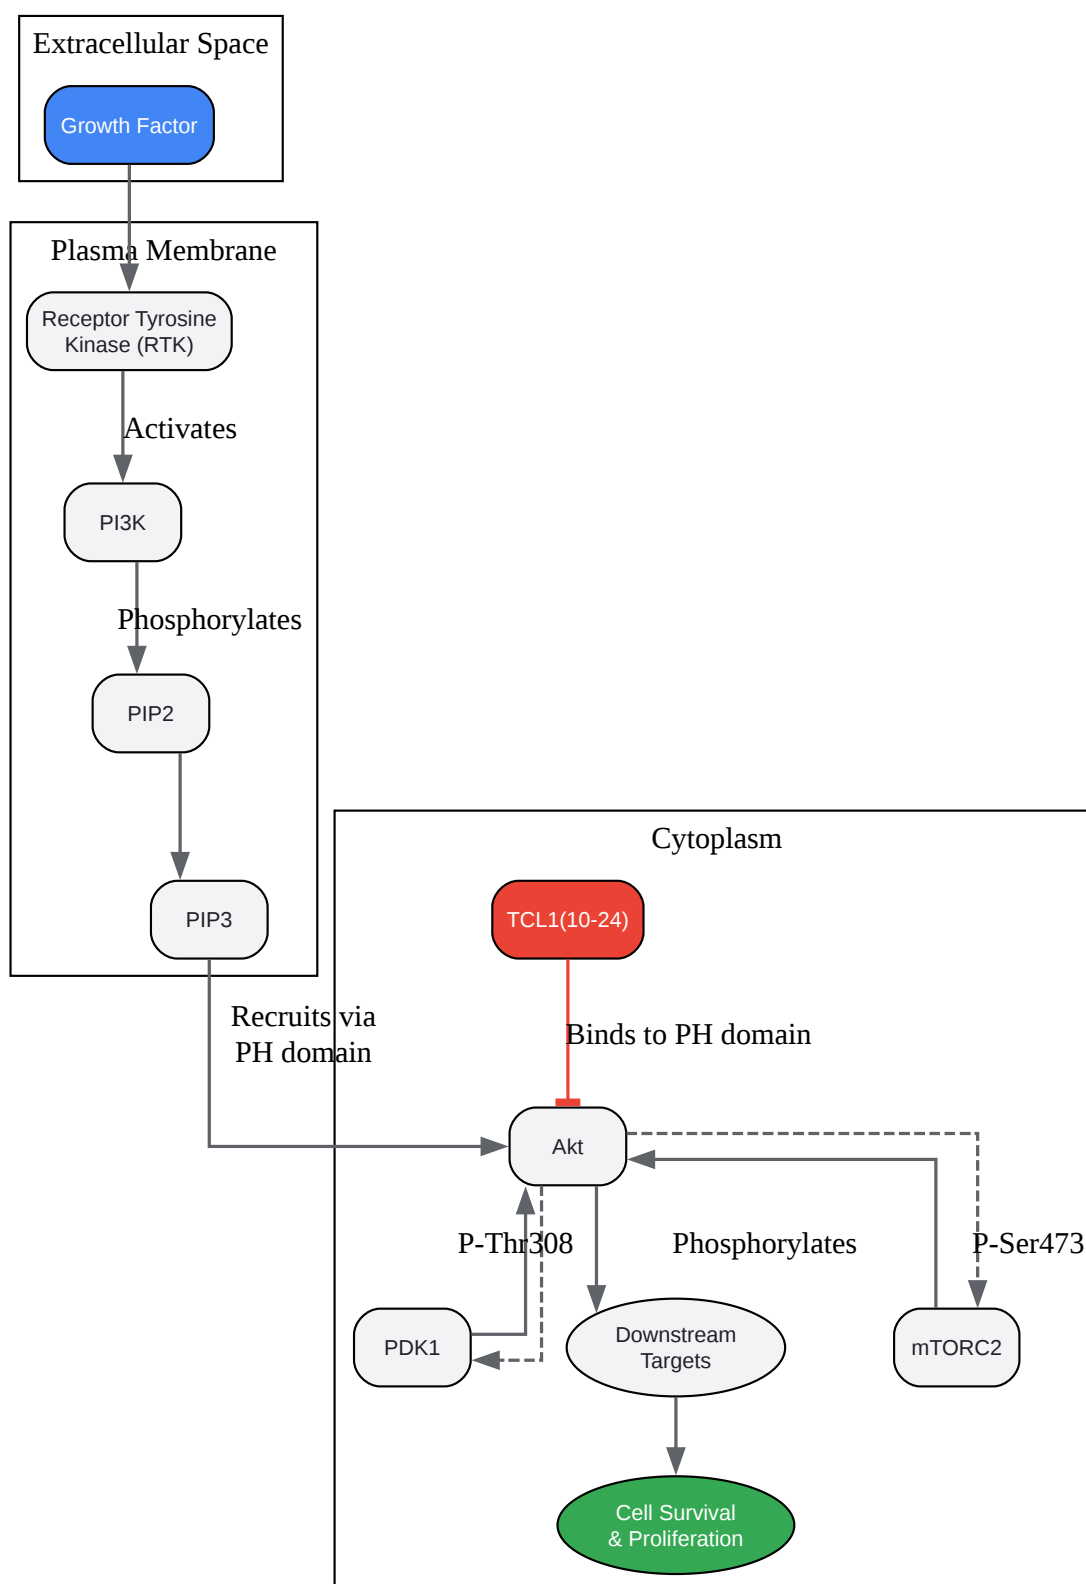 Extracellular Space
Growth Factor
Plasma Membrane
Receptor Tyrosine
Kinase (RTK)
Activates
PI3K
Phosphorylates
PIP2
PIP3
Recruits via
PH domain
Cytoplasm
TCL1(10-24)
Binds to PH domain
Akt
P-Thr308
Phosphorylates
P-Ser473
PDK1
Downstream
Targets
mTORC2
Cell Survival
& Proliferation